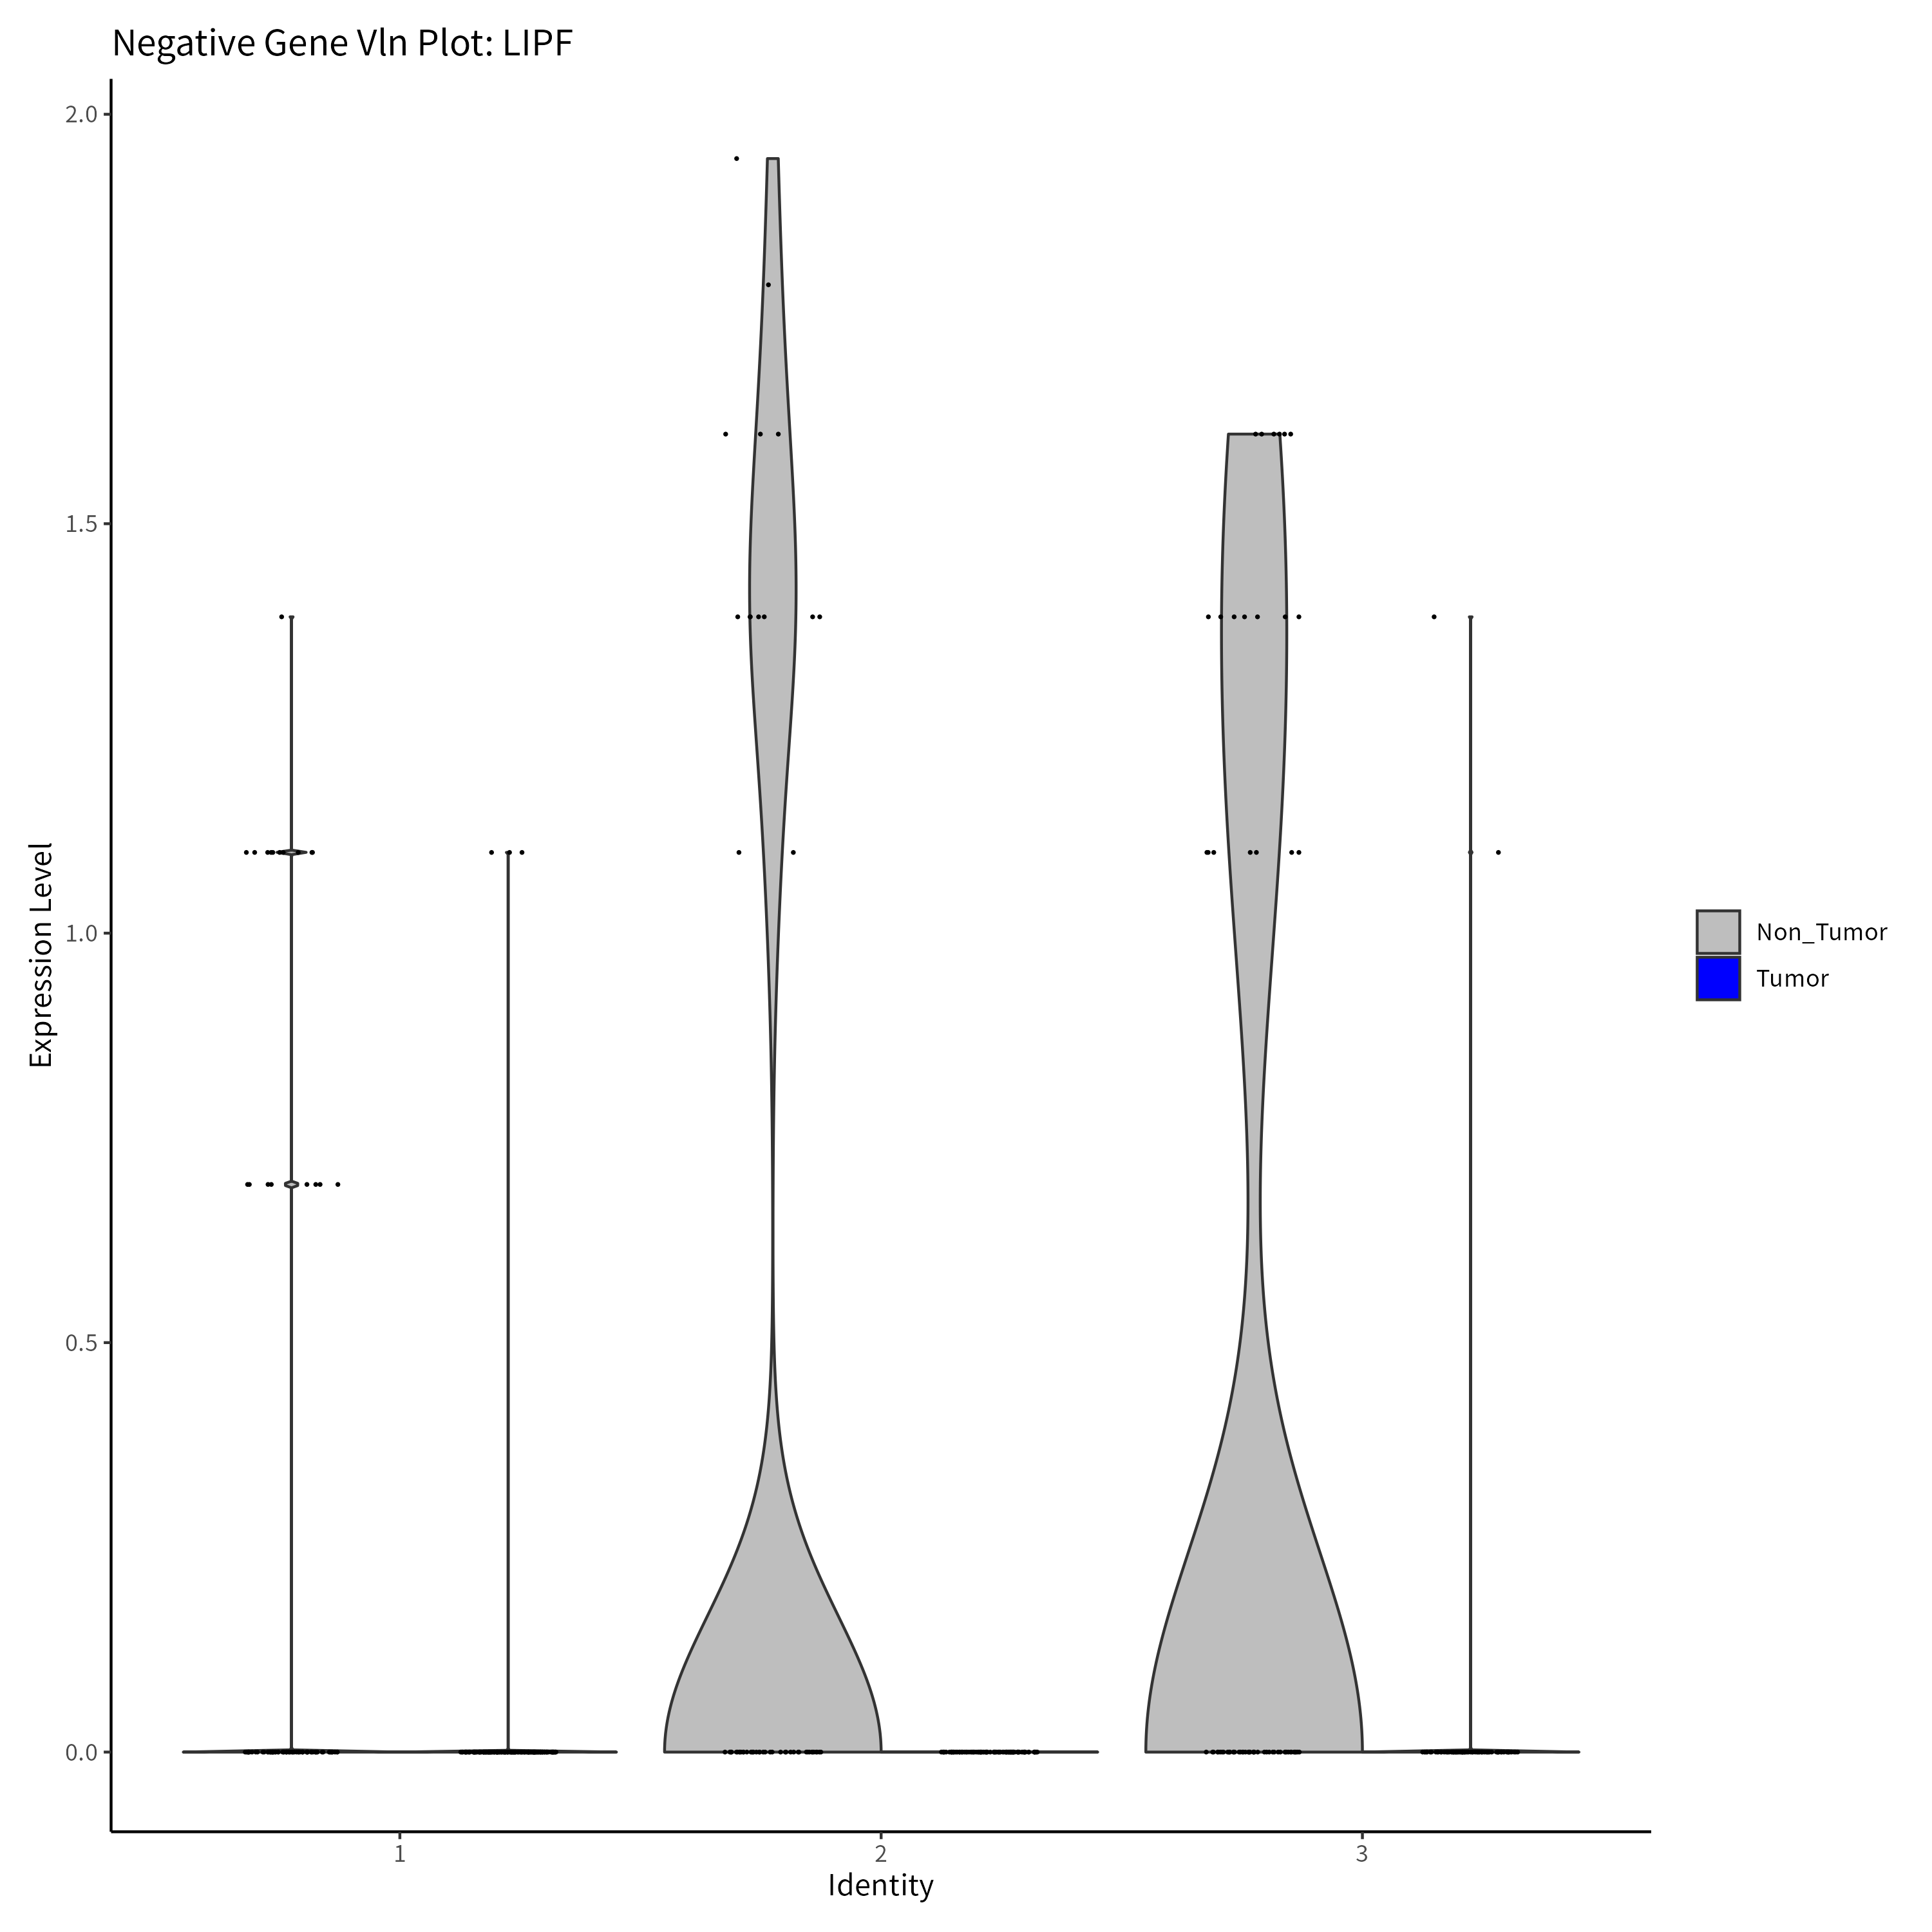 Negative Gene Vln Plot: LIPF
2.0
1.5
1.0
0.5
0.0
Expression Level
1
2
3
Identity
Non_Tumor
Tumor